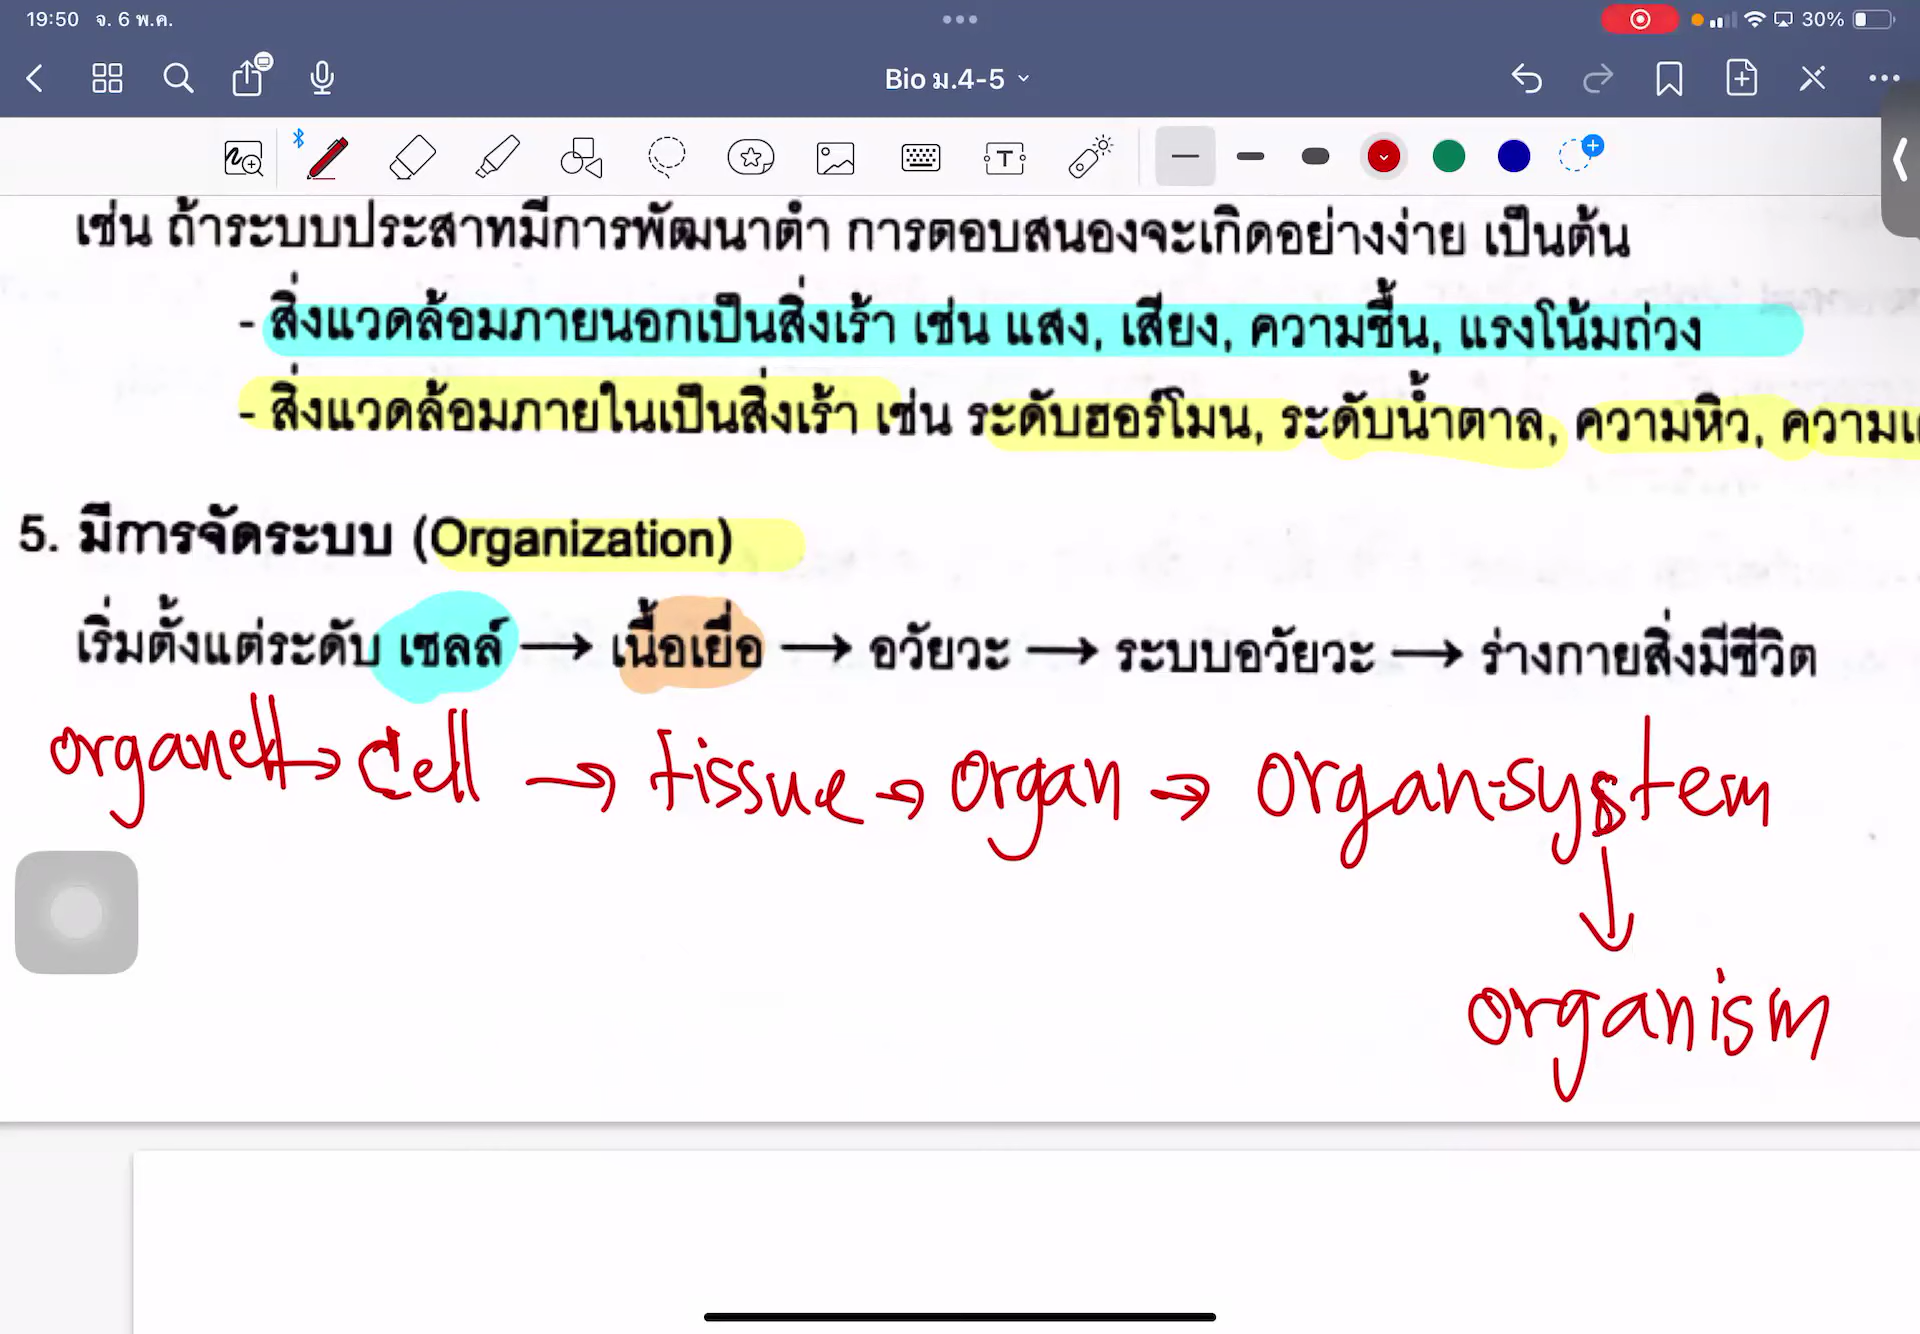 19:50 จ. 6 พ.ค.
30%
Bio ม.4-5
เช่น ถ้าระบบประสาทมีการพัฒนาต่ำ การตอบสนองจะเกิดอย่างง่าย เป็นต้น
- สิ่งแวดล้อมภายนอกเป็นสิ่งเร้า เช่น แสง, เสียง, ความชื้น, แรงโน้มถ่วง
- สิ่งแวดล้อมภายในเป็นสิ่งเร้า เช่น ระดับฮอร์โมน, ระดับน้ำตาล, ความหิว,
5. มีการจัดระบบ (Organization)
เริ่มตั้งแต่ระดับ เซลล์ → เนื้อเยื่อ → อวัยวะ → ระบบอวัยวะ → ร่างกายสิ่งมีชีวิต
→ cell → tissue → organ → organ-system
↓
organism